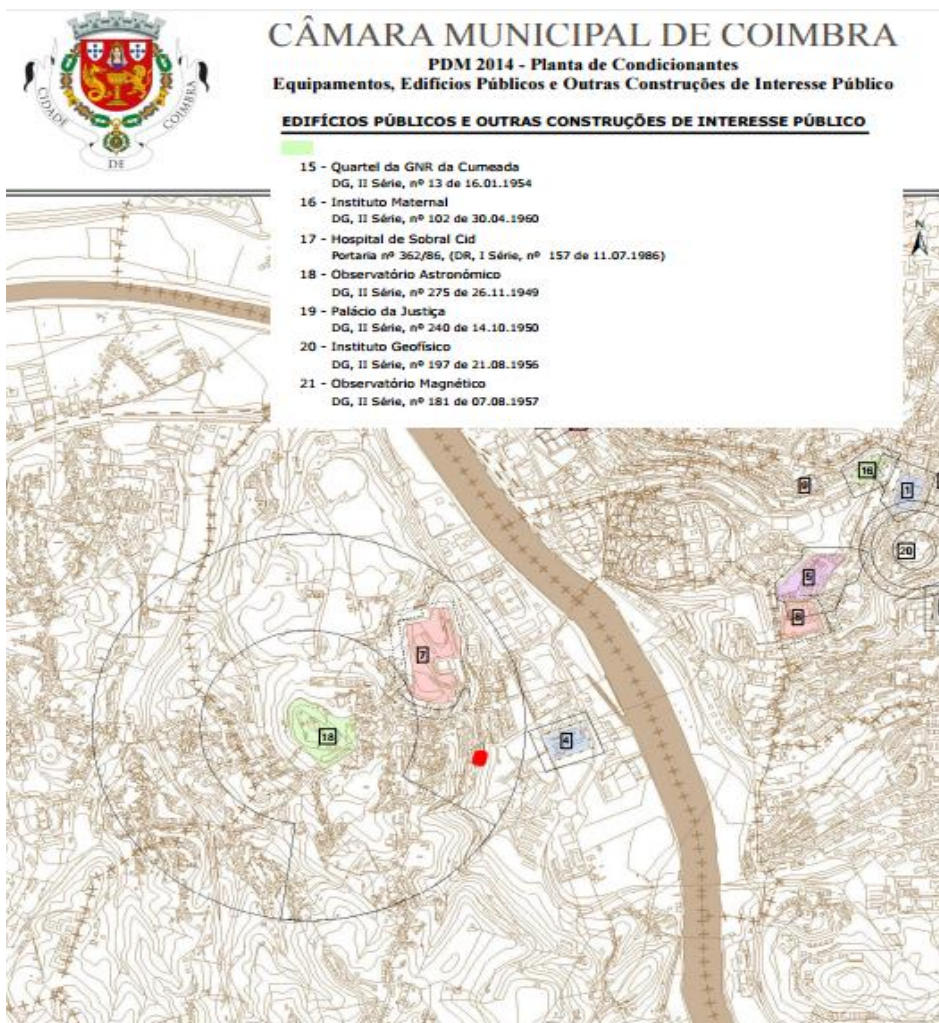 CÂMARA MUNICIPAL DE COIMBRA
PDM 2014 - Planta de Condicionantes
Equipamentos, Edifícios Públicos e Outras Construções de Interesse Público
EDIFÍCIOS PÚBLICOS E OUTRAS CONSTRUÇÕES DE INTERESSE PÚBLICO
CIDADE DE COIMBRA
15 - Quartel da GNR da Cumeada
DG, II Série, nº 13 de 16.01.1954
16 - Instituto Maternal
DG, II Série, nº 102 de 30.04.1960
17 - Hospital de Sobral Cid
Portaria nº 362/86, (DR, I Série, nº 157 de 11.07.1986)
18 - Observatório Astronómico
DG, II Série, nº 275 de 26.11.1949
19 - Palácio da Justiça
DG, II Série, nº 240 de 14.10.1950
20 - Instituto Geofísico
DG, II Série, nº 197 de 21.08.1956
21 - Observatório Magnético
DG, II Série, nº 181 de 07.08.1957
N
16
1
20
7
18
4